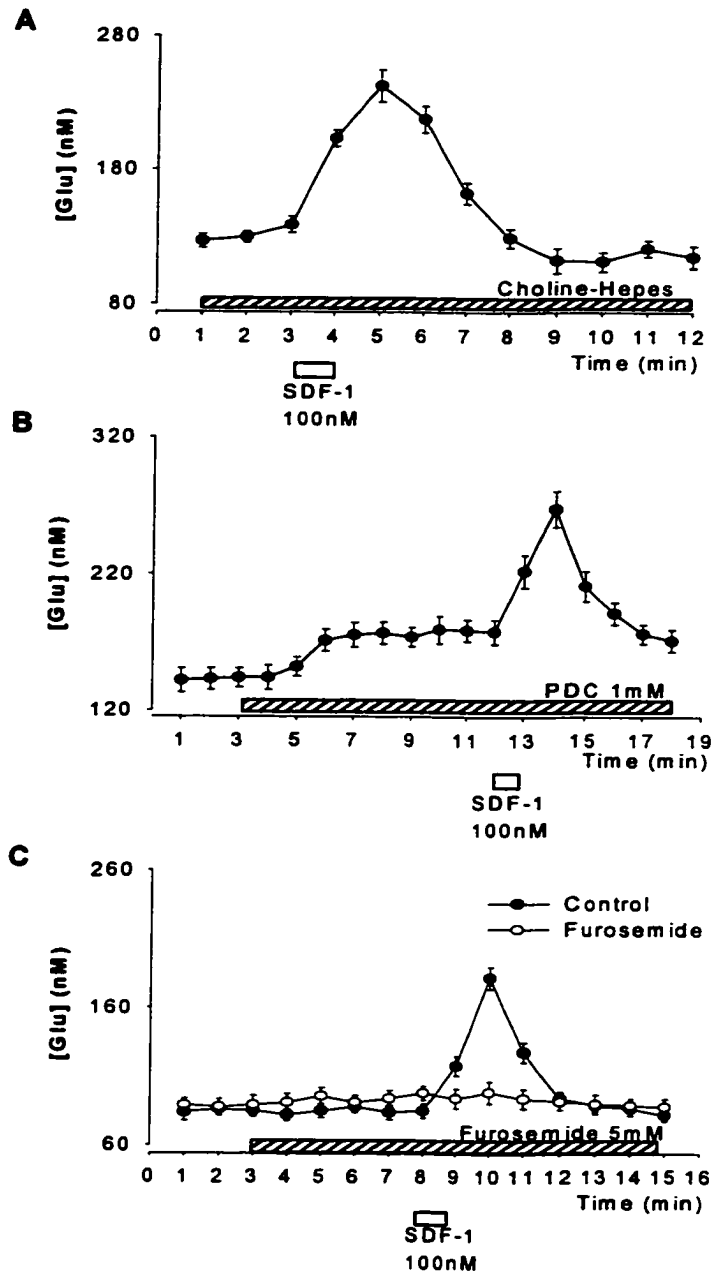 A
280
180
80
[Glu] (nM)
Choline-Hepes
0 1 2 3 4 5 6 7 8 9 10 11 12
Time (min)
SDF-1
100nM
B
320
220
120
[Glu] (nM)
PDC 1mM
1 3 5 7 9 11 13 15 17 19
Time (min)
SDF-1
100nM
C
260
160
60
[Glu] (nM)
Control
Furosemide
Furosemide 5mM
0 1 2 3 4 5 6 7 8 9 10 11 12 13 14 15 16
Time (min)
SDF-1
100nM